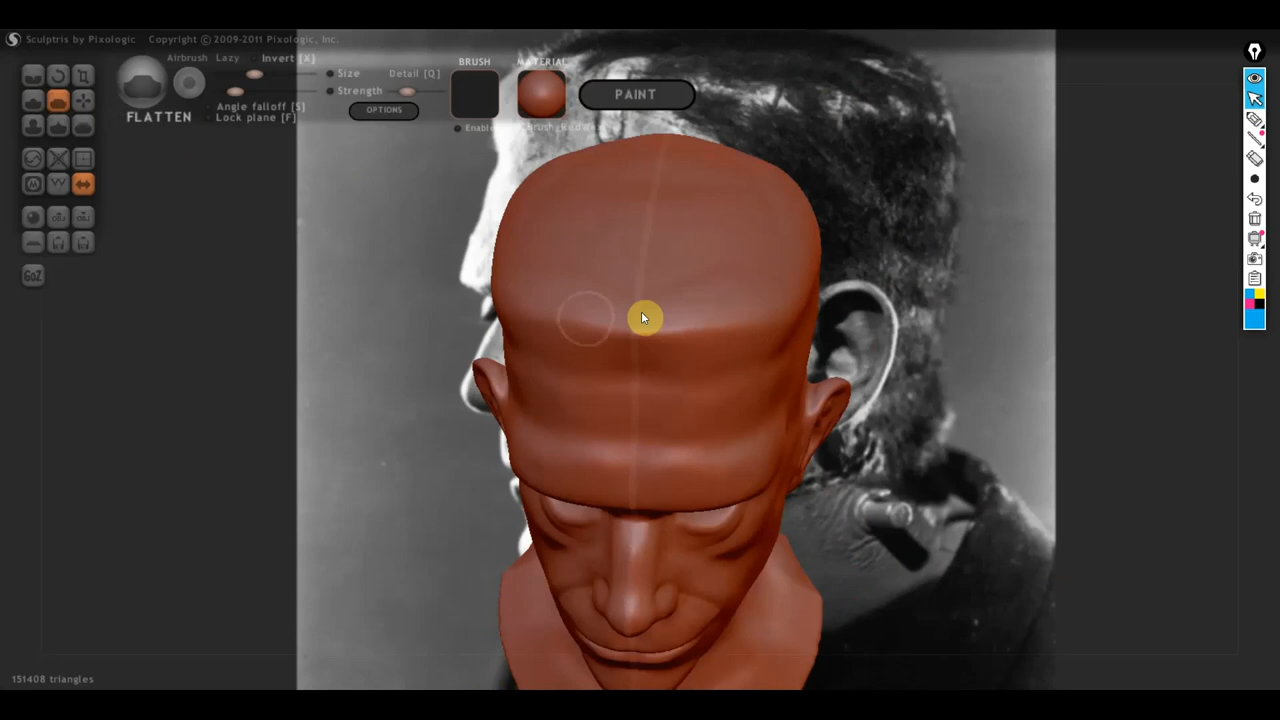 Sculptris by Pixologic Copyright © 2009-2011 Pixologic, Inc.
Airbrush Lazy Invert [X]
BRUSH
MATERIAL
Size Detail [Q]
Strength
PAINT
Angle falloff [S]
OPTIONS
FLATTEN
Lock plane [F]
Enable
GoZ
151408 triangles